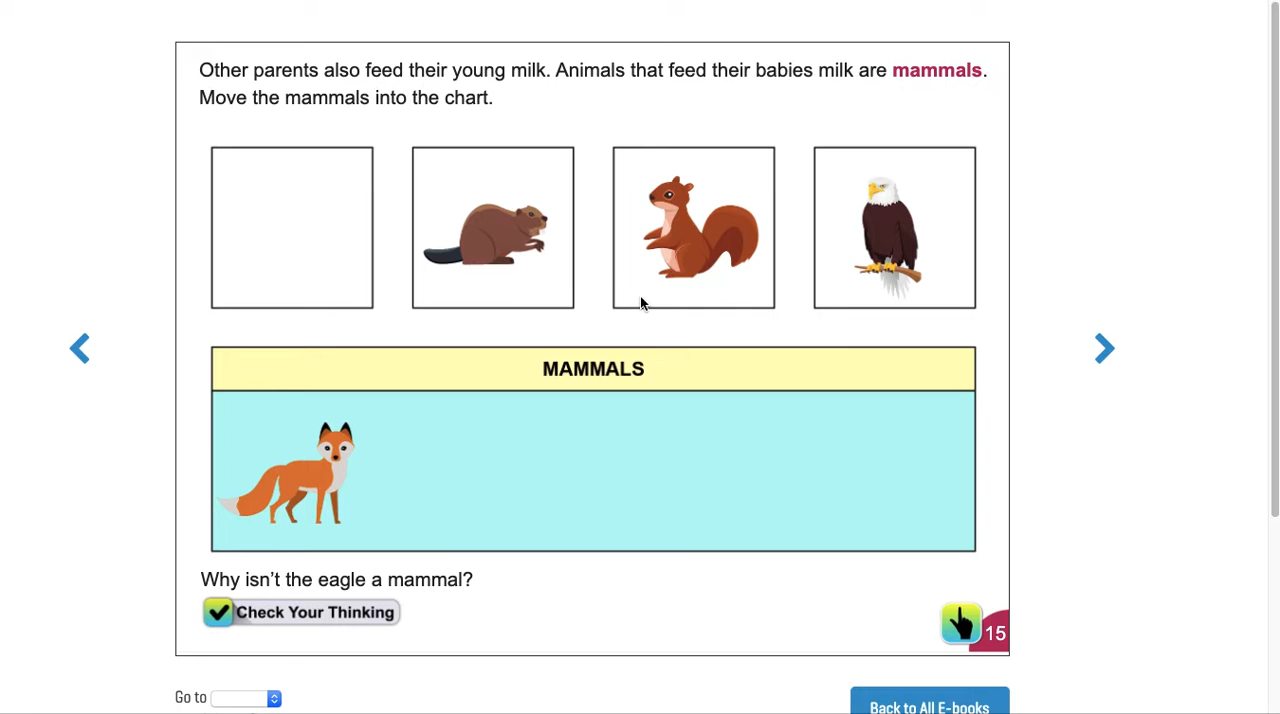 Other parents also feed their young milk. Animals that feed their babies milk are mammals.
Move the mammals into the chart.
MAMMALS
Why isn’t the eagle a mammal?
Check Your Thinking
15
Go to
Back to All E-books